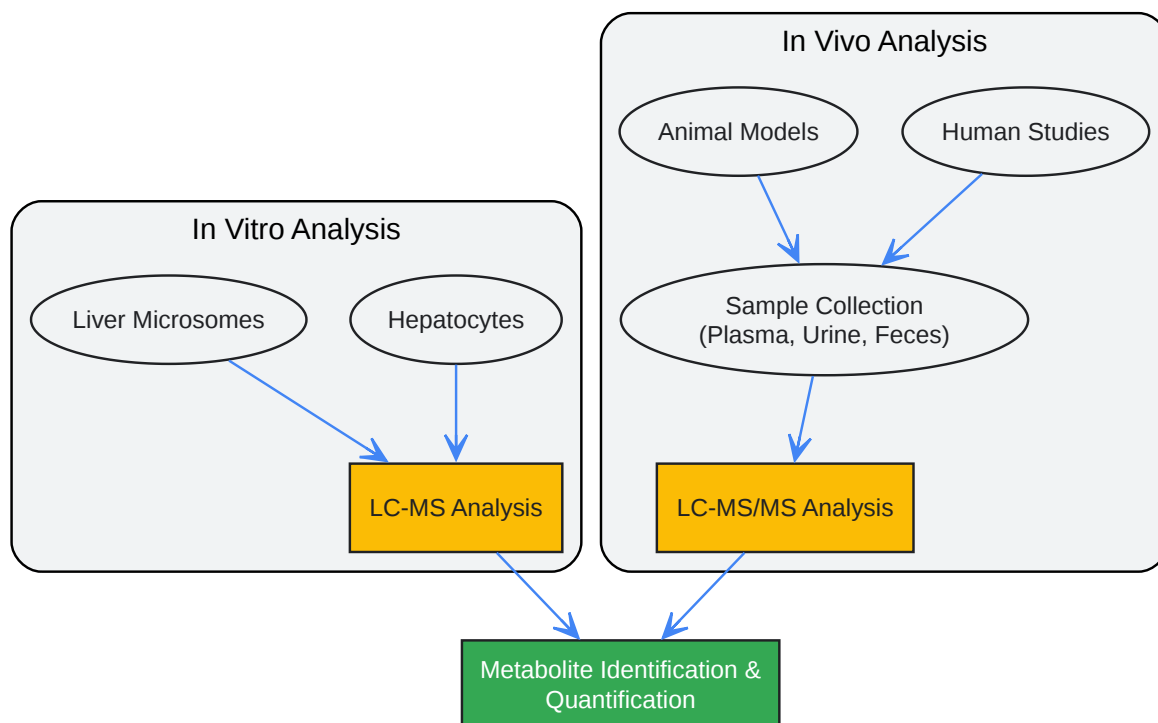 In Vivo Analysis
Animal Models
Human Studies
In Vitro Analysis
Liver Microsomes
Hepatocytes
Sample Collection
(Plasma, Urine, Feces)
LC-MS Analysis
LC-MS/MS Analysis
Metabolite Identification &
Quantification